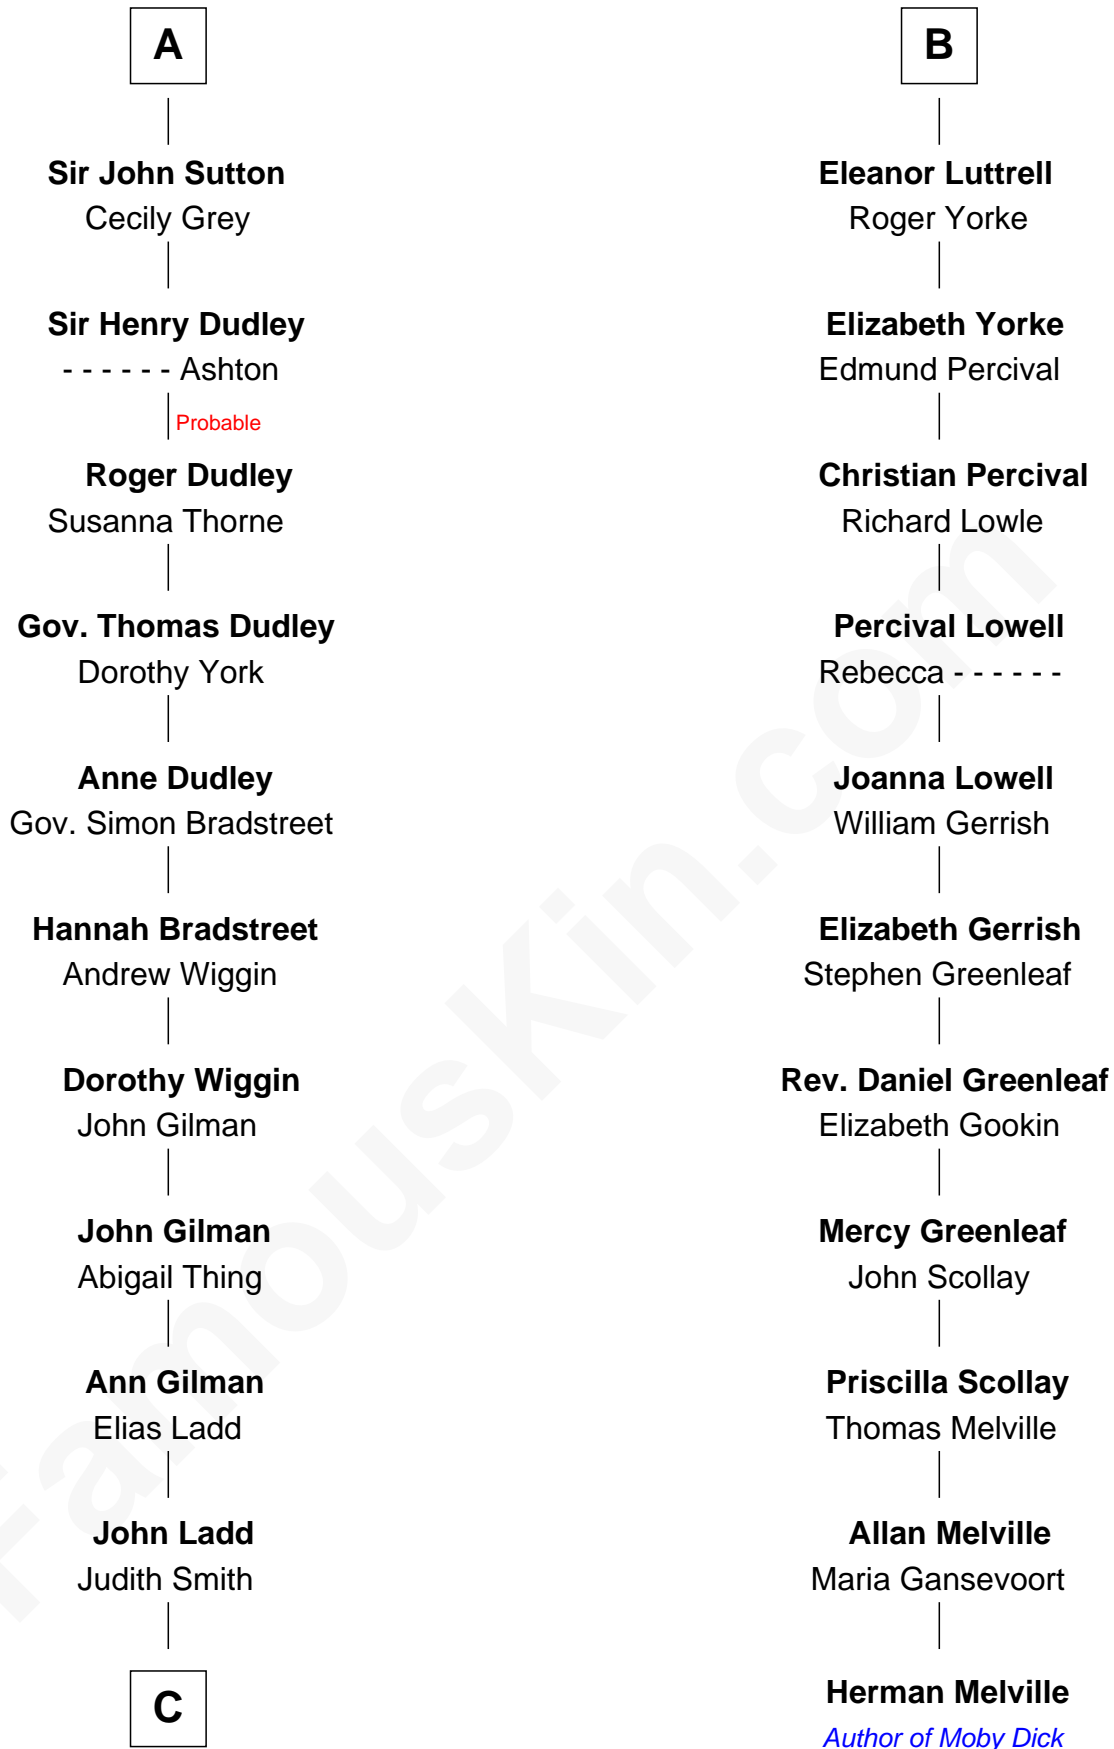 A
Sir John Sutton
Cecily Grey
Sir Henry Dudley
- - - - - - Ashton
Probable
Roger Dudley
Susanna Thorne
Gov. Thomas Dudley
Dorothy York
Anne Dudley
Gov. Simon Bradstreet
Hannah Bradstreet
Andrew Wiggin
Dorothy Wiggin
John Gilman
John Gilman
Abigail Thing
Ann Gilman
Elias Ladd
John Ladd
Judith Smith
C
B
Eleanor Luttrell
Roger Yorke
Elizabeth Yorke
Edmund Percival
Christian Percival
Richard Lowle
Percival Lowell
Rebecca - - - - - -
Joanna Lowell
William Gerrish
Elizabeth Gerrish
Stephen Greenleaf
Rev. Daniel Greenleaf
Elizabeth Gookin
Mercy Greenleaf
John Scollay
Priscilla Scollay
Thomas Melville
Allan Melville
Maria Gansevoort
Herman Melville
Author of Moby Dick
FamousKin.com